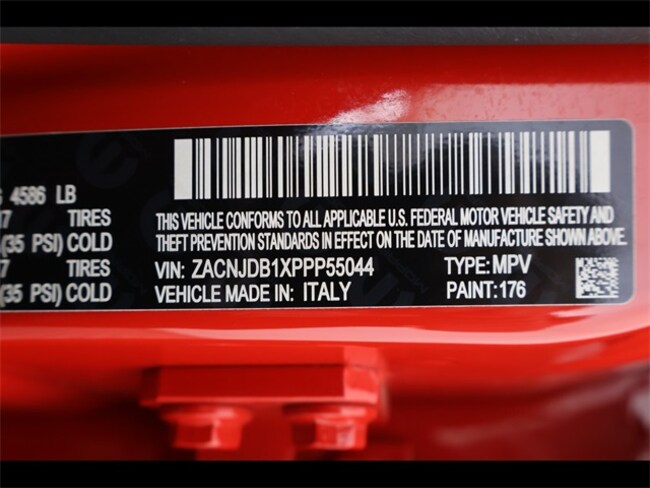 4586 LB
TIRES
(35 PSI) COLD
TIRES
(35 PSI) COLD
THIS VEHICLE CONFORMS TO ALL APPLICABLE U.S. FEDERAL MOTOR VEHICLE SAFETY AND
THEFT PREVENTION STANDARDS IN EFFECT ON THE DATE OF MANUFACTURE SHOWN ABOVE.
VIN: ZACNJDB1XPPP55044 TYPE: MPV
VEHICLE MADE IN: ITALY PAINT: 176